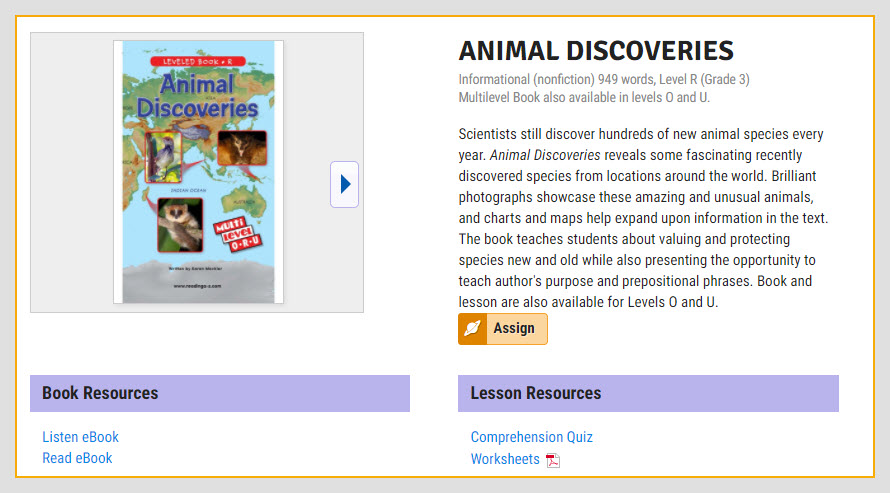 LEVELED BOOK • R
Animal
Discoveries
INDIAN OCEAN
AUSTRALIA
MULTI
level
O•R•U
Written by Karen Mockler
www.readinga-z.com
ANIMAL DISCOVERIES
Informational (nonfiction) 949 words, Level R (Grade 3)
Multilevel Book also available in levels O and U.
Scientists still discover hundreds of new animal species every
year. Animal Discoveries reveals some fascinating recently
discovered species from locations around the world. Brilliant
photographs showcase these amazing and unusual animals,
and charts and maps help expand upon information in the text.
The book teaches students about valuing and protecting
species new and old while also presenting the opportunity to
teach author's purpose and prepositional phrases. Book and
lesson are also available for Levels O and U.
Assign
Book Resources
Listen eBook
Read eBook
Lesson Resources
Comprehension Quiz
Worksheets